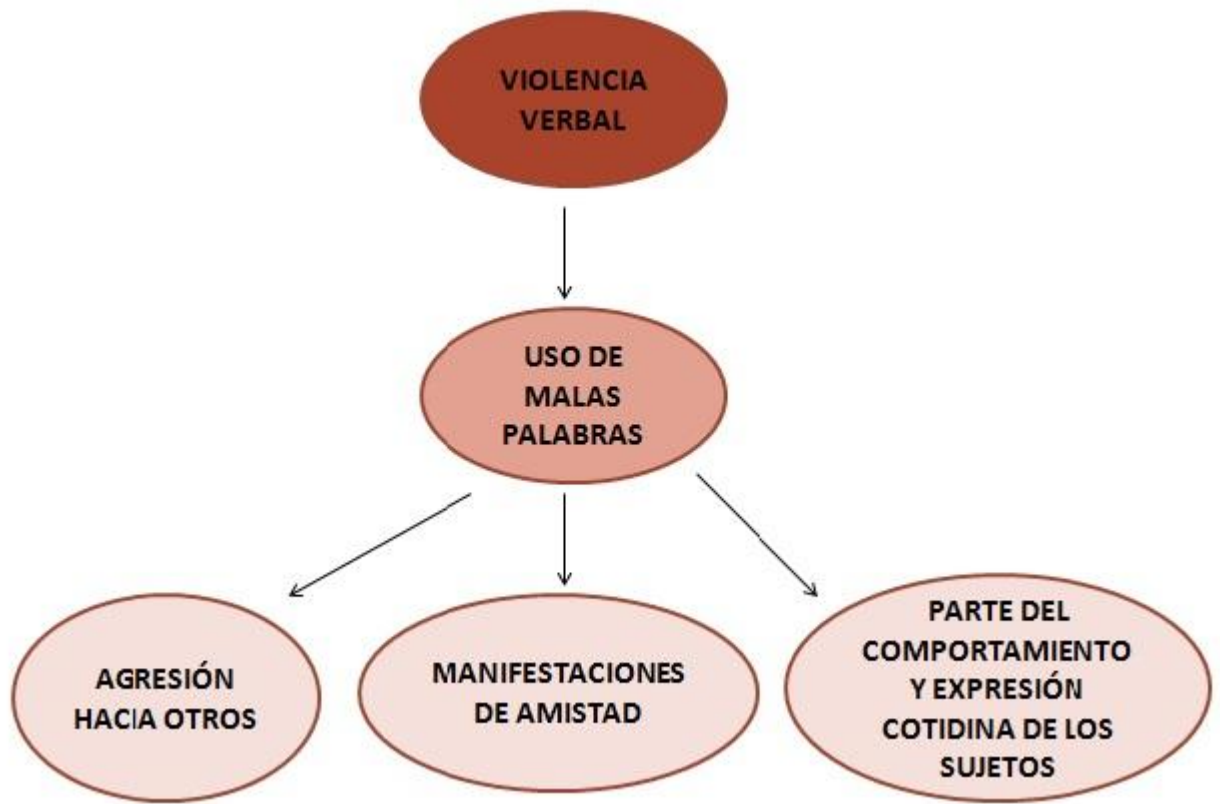 VIOLENCIA
VERBAL
USO DE
MALAS
PALABRAS
AGRESIÓN
HACIA OTROS
MANIFESTACIONES
DE AMISTAD
PARTE DEL
COMPORTAMIENTO
Y EXPRESIÓN
COTIDINA DE LOS
SUJETOS